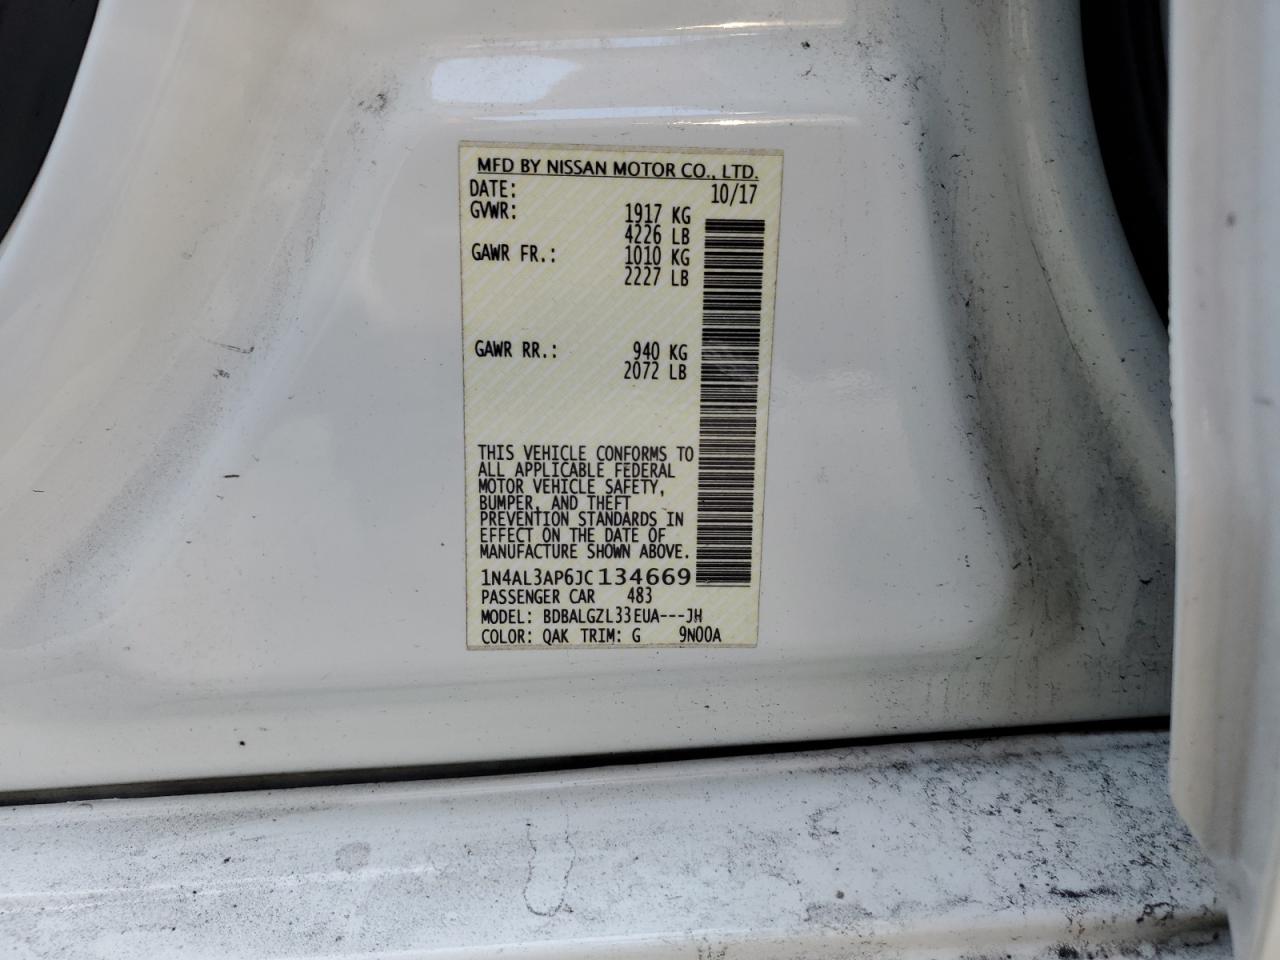 MFD BY NISSAN MOTOR CO., LTD.
DATE: 10/17
GVWR: 1917 KG
4226 LB
GAWR FR.: 1010 KG
2227 LB
GAWR RR.: 940 KG
2072 LB
THIS VEHICLE CONFORMS TO
ALL APPLICABLE FEDERAL
MOTOR VEHICLE SAFETY,
BUMPER, AND THEFT
PREVENTION STANDARDS IN
EFFECT ON THE DATE OF
MANUFACTURE SHOWN ABOVE.
1N4AL3AP6JC134669
PASSENGER CAR 483
MODEL: BDBALGZL33EUA---JH
COLOR: QAK TRIM: G 9N00A